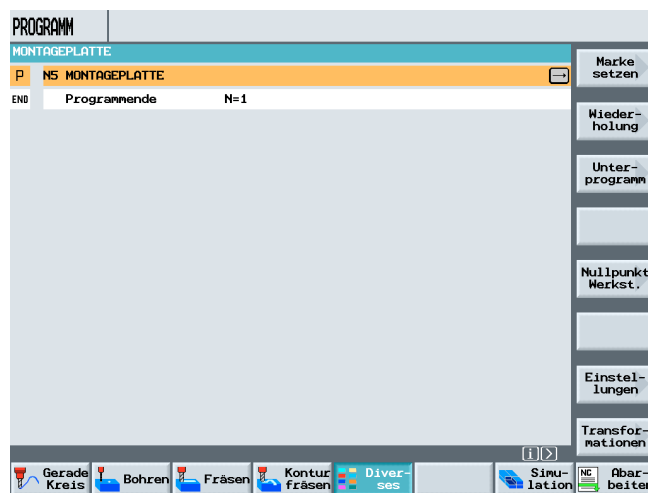 PROGRAMM
MONTAGEPLATTE
P N5 MONTAGEPLATTE
END Programmende N=1
Marke
setzen
Wieder-
holung
Unter-
programm
Nullpunkt
Werkst.
Einstel-
lungen
Transfor-
mationen
i
Gerade
Kreis
Bohren
Fräsen
Kontur
fräsen
Diver-
ses
Simu-
lation
NC
Abar-
beiten